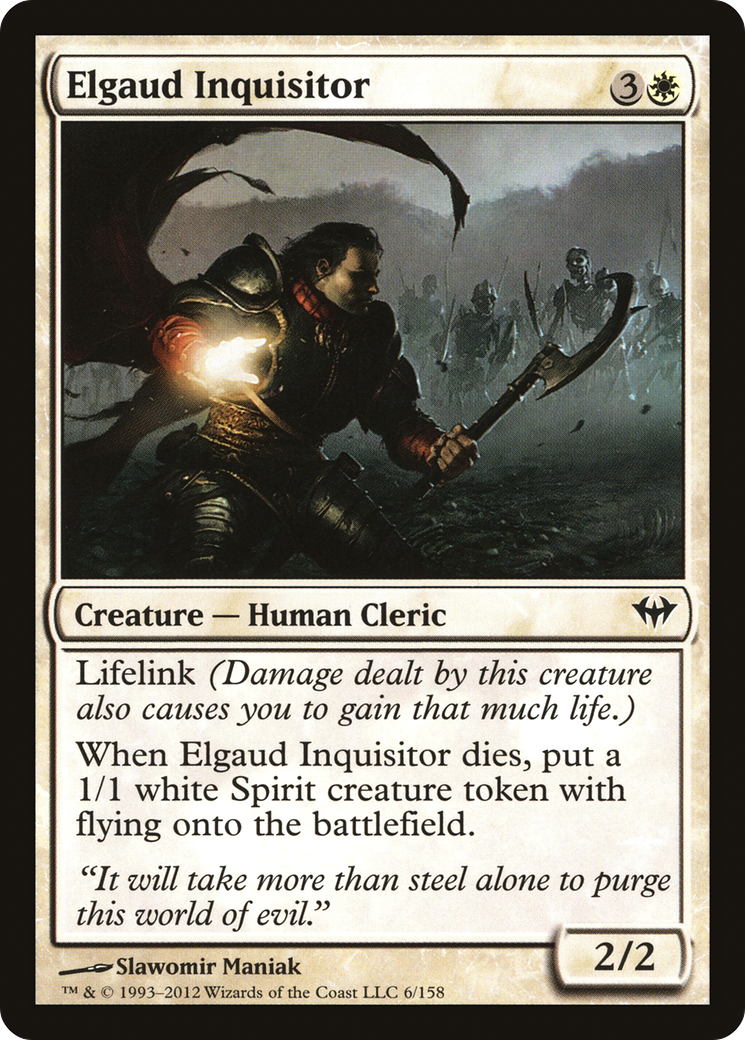 Elgaud Inquisitor 3
Creature — Human Cleric
Lifelink (Damage dealt by this creature
also causes you to gain that much life.)
When Elgaud Inquisitor dies, put a
1/1 white Spirit creature token with
flying onto the battlefield.
“It will take more than steel alone to purge
this world of evil.”
2/2
Slawomir Maniak
™ & © 1993–2012 Wizards of the Coast LLC 6/158